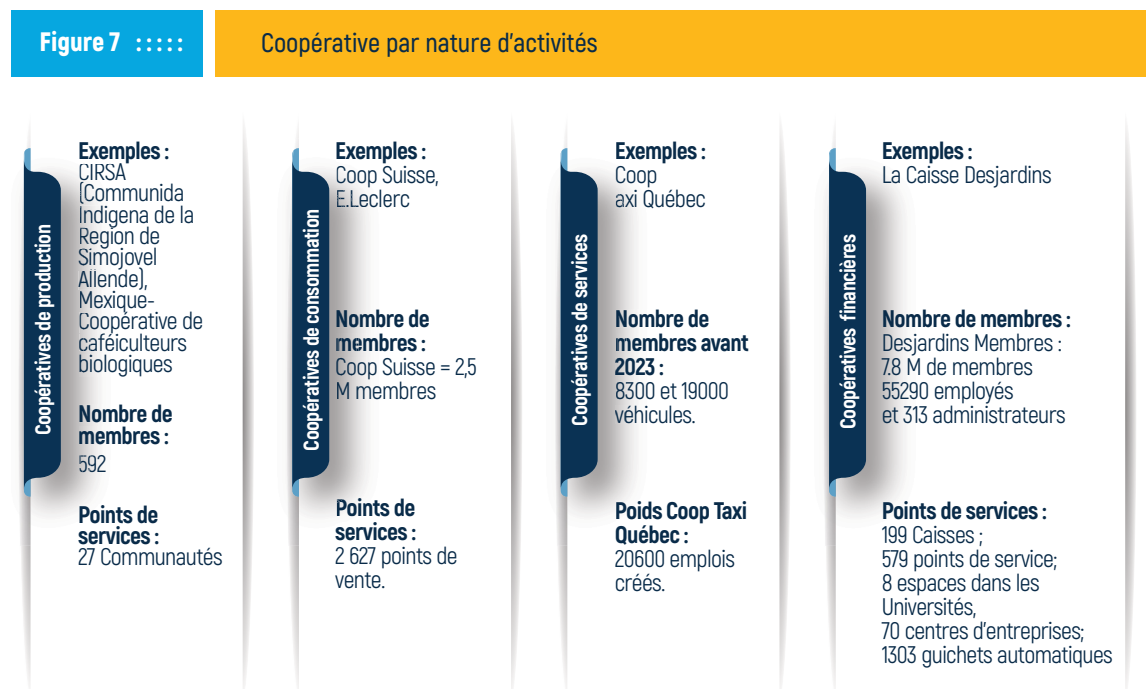 Figure 7 :::::
Coopérative par nature d'activités
Coopératives de production
Exemples :
CIRSA
(Communida
Indigena de la
Region de
Simojovel
Allende),
Mexique-
Coopérative de
caféiculteurs
biologiques
Nombre de
membres :
592
Points de
services :
27 Communautés
Coopératives de consommation
Exemples :
Coop Suisse,
E.Leclerc
Nombre de
membres :
Coop Suisse = 2,5
M membres
Points de
services :
2 627 points de
vente.
Coopératives de services
Exemples :
Coop
axi Québec
Nombre de
membres avant
2023 :
8300 et 19000
véhicules.
Poids Coop Taxi
Québec :
20600 emplois
créés.
Coopératives financières
Exemples :
La Caisse Desjardins
Nombre de membres :
Desjardins Membres :
7.8 M de membres
55290 employés
et 313 administrateurs
Points de services :
199 Caisses ;
579 points de service;
8 espaces dans les
Universités,
70 centres d'entreprises;
1303 guichets automatiques